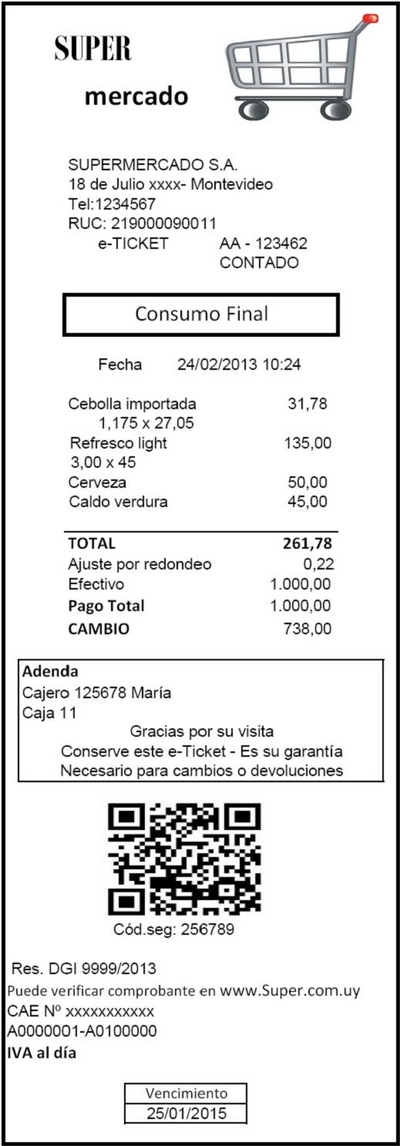 SUPER
mercado
SUPERMERCADO S.A.
18 de Julio xxxx- Montevideo
Tel:1234567
RUC: 219000090011
e-TICKET AA - 123462
CONTADO
Consumo Final
Fecha 24/02/2013 10:24
Cebolla importada 31,78
1,175 x 27,05
Refresco light 135,00
3,00 x 45
Cerveza 50,00
Caldo verdura 45,00
TOTAL 261,78
Ajuste por redondeo 0,22
Efectivo 1.000,00
Pago Total 1.000,00
CAMBIO 738,00
Adenda
Cajero 125678 María
Caja 11
Gracias por su visita
Conserve este e-Ticket - Es su garantía
Necesario para cambios o devoluciones
Cód.seg: 256789
Res. DGI 9999/2013
Puede verificar comprobante en www.Super.com.uy
CAE Nº xxxxxxxxxxx
A0000001-A0100000
IVA al día
Vencimiento
25/01/2015